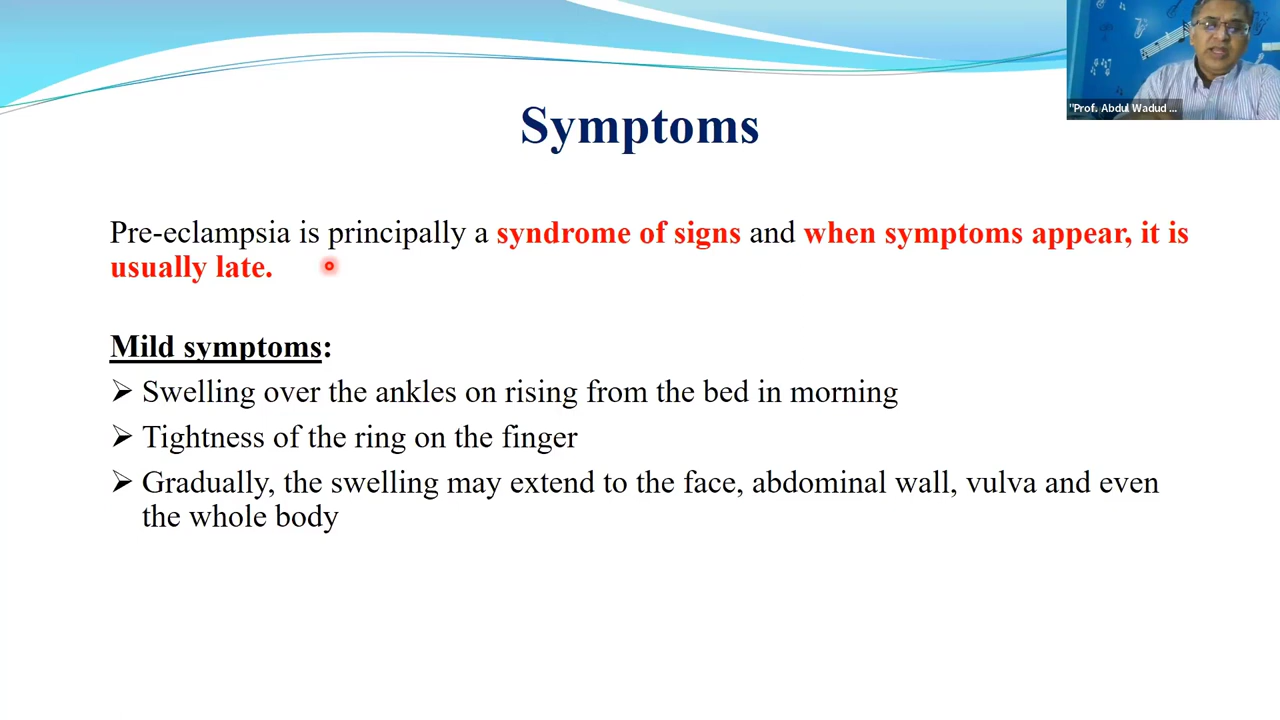 "Prof. Abdul Wadud ...
Symptoms
Pre-eclampsia is principally a syndrome of signs and when symptoms appear, it is
usually late.
Mild symptoms:
➢ Swelling over the ankles on rising from the bed in morning
➢ Tightness of the ring on the finger
➢ Gradually, the swelling may extend to the face, abdominal wall, vulva and even
the whole body